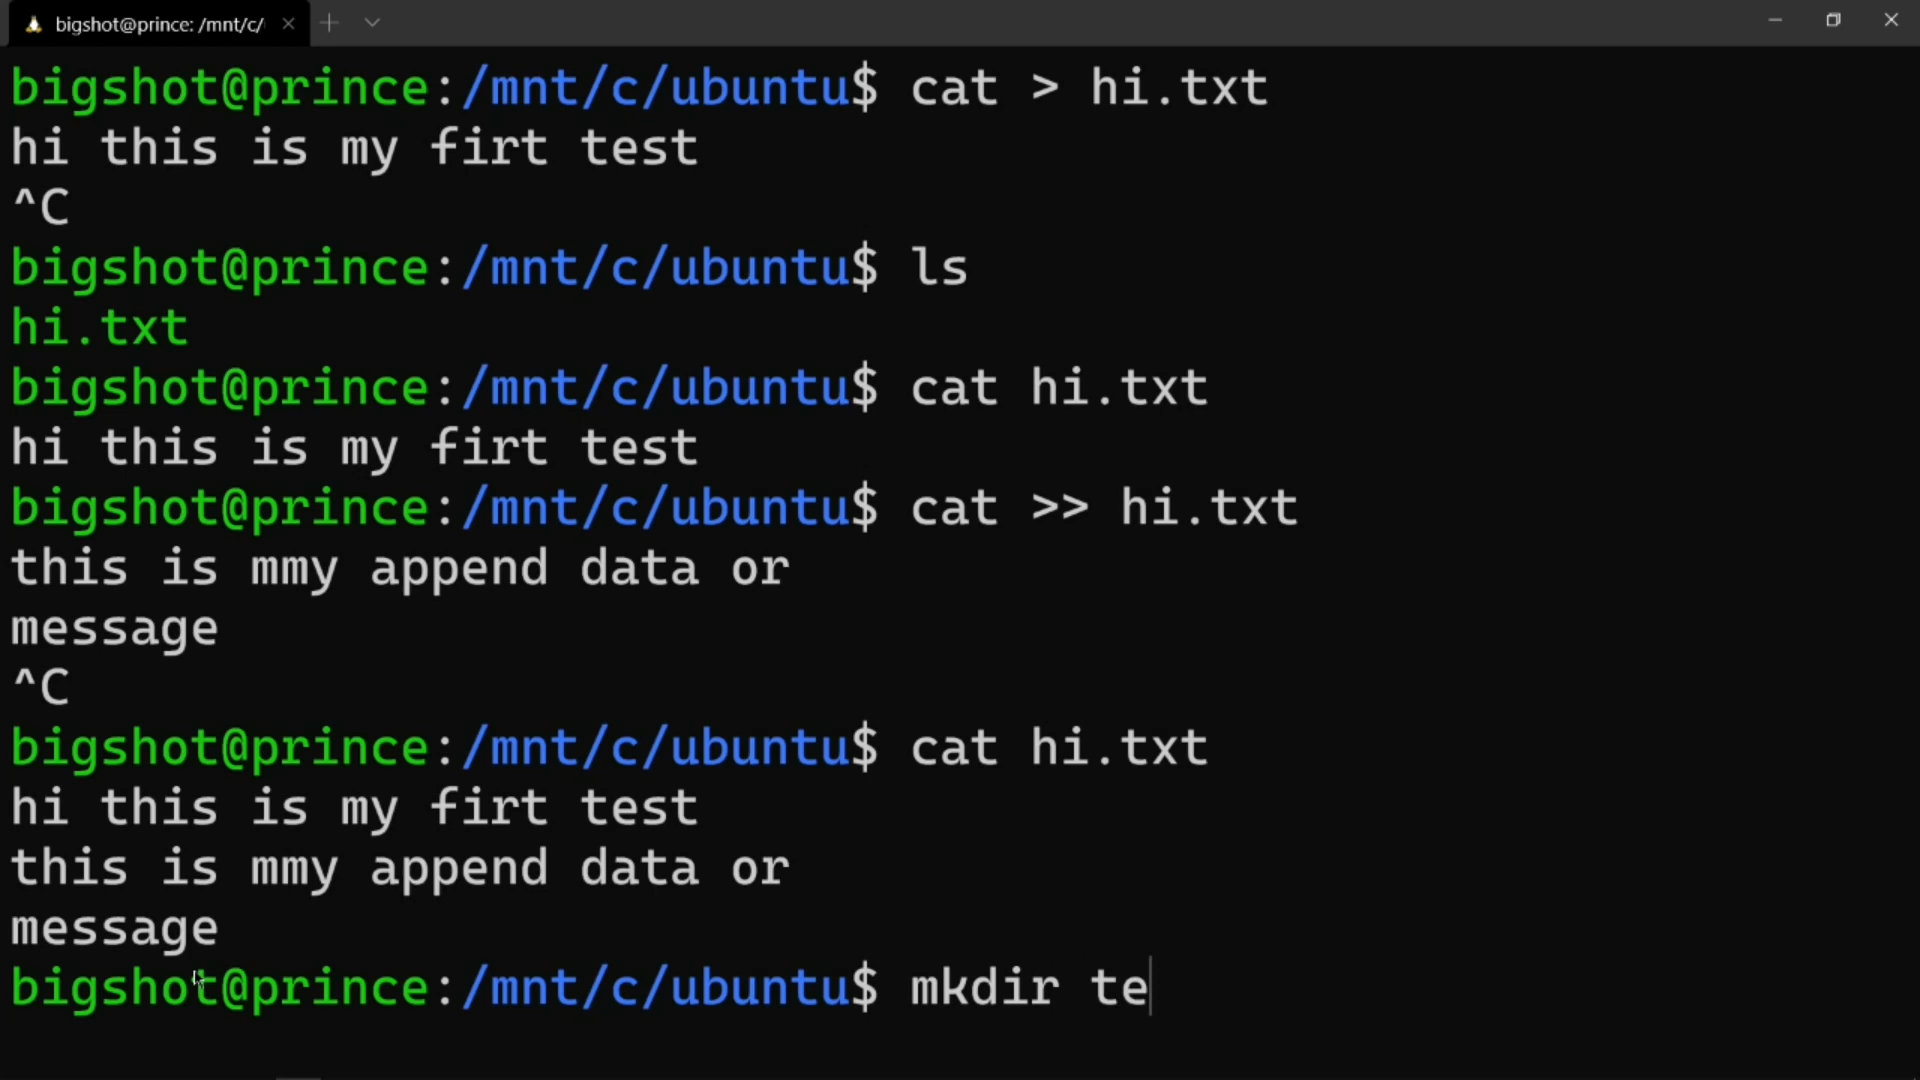 bigshot@prince: /mnt/c/
bigshot@prince:/mnt/c/ubuntu$ cat > hi.txt
hi this is my firt test
^C
bigshot@prince:/mnt/c/ubuntu$ ls
hi.txt
bigshot@prince:/mnt/c/ubuntu$ cat hi.txt
hi this is my firt test
bigshot@prince:/mnt/c/ubuntu$ cat >> hi.txt
this is mmy append data or
message
^C
bigshot@prince:/mnt/c/ubuntu$ cat hi.txt
hi this is my firt test
this is mmy append data or
message
bigshot@prince:/mnt/c/ubuntu$ mkdir te